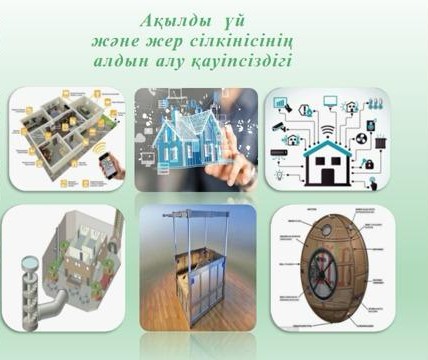 Ақылды үй
және жер сілкінісінің
алдын алу қауіпсіздігі